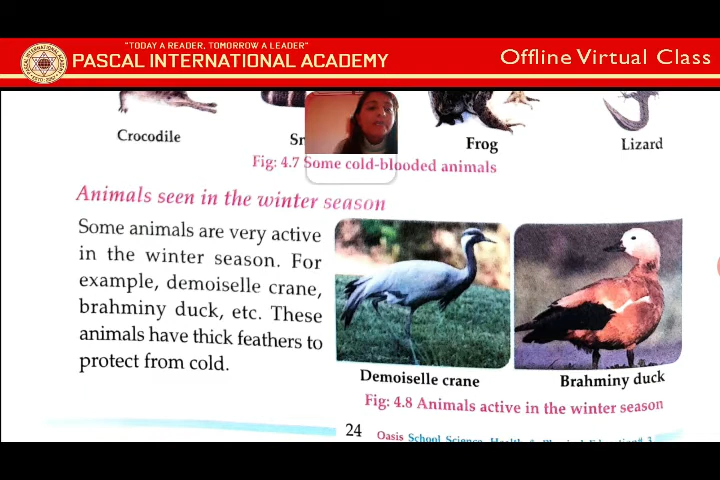 "TODAY A READER, TOMORROW A LEADER"
PASCAL INTERNATIONAL ACADEMY
Offline Virtual Class
Crocodile
Frog
Lizard
Fig: 4.7 Some cold-blooded animals
Animals seen in the winter season
Some animals are very active
in the winter season. For
example, demoiselle crane,
brahminy duck, etc. These
animals have thick feathers to
protect from cold.
Demoiselle crane
Brahminy duck
Fig: 4.8 Animals active in the winter season
24
Oasis School Science, Health